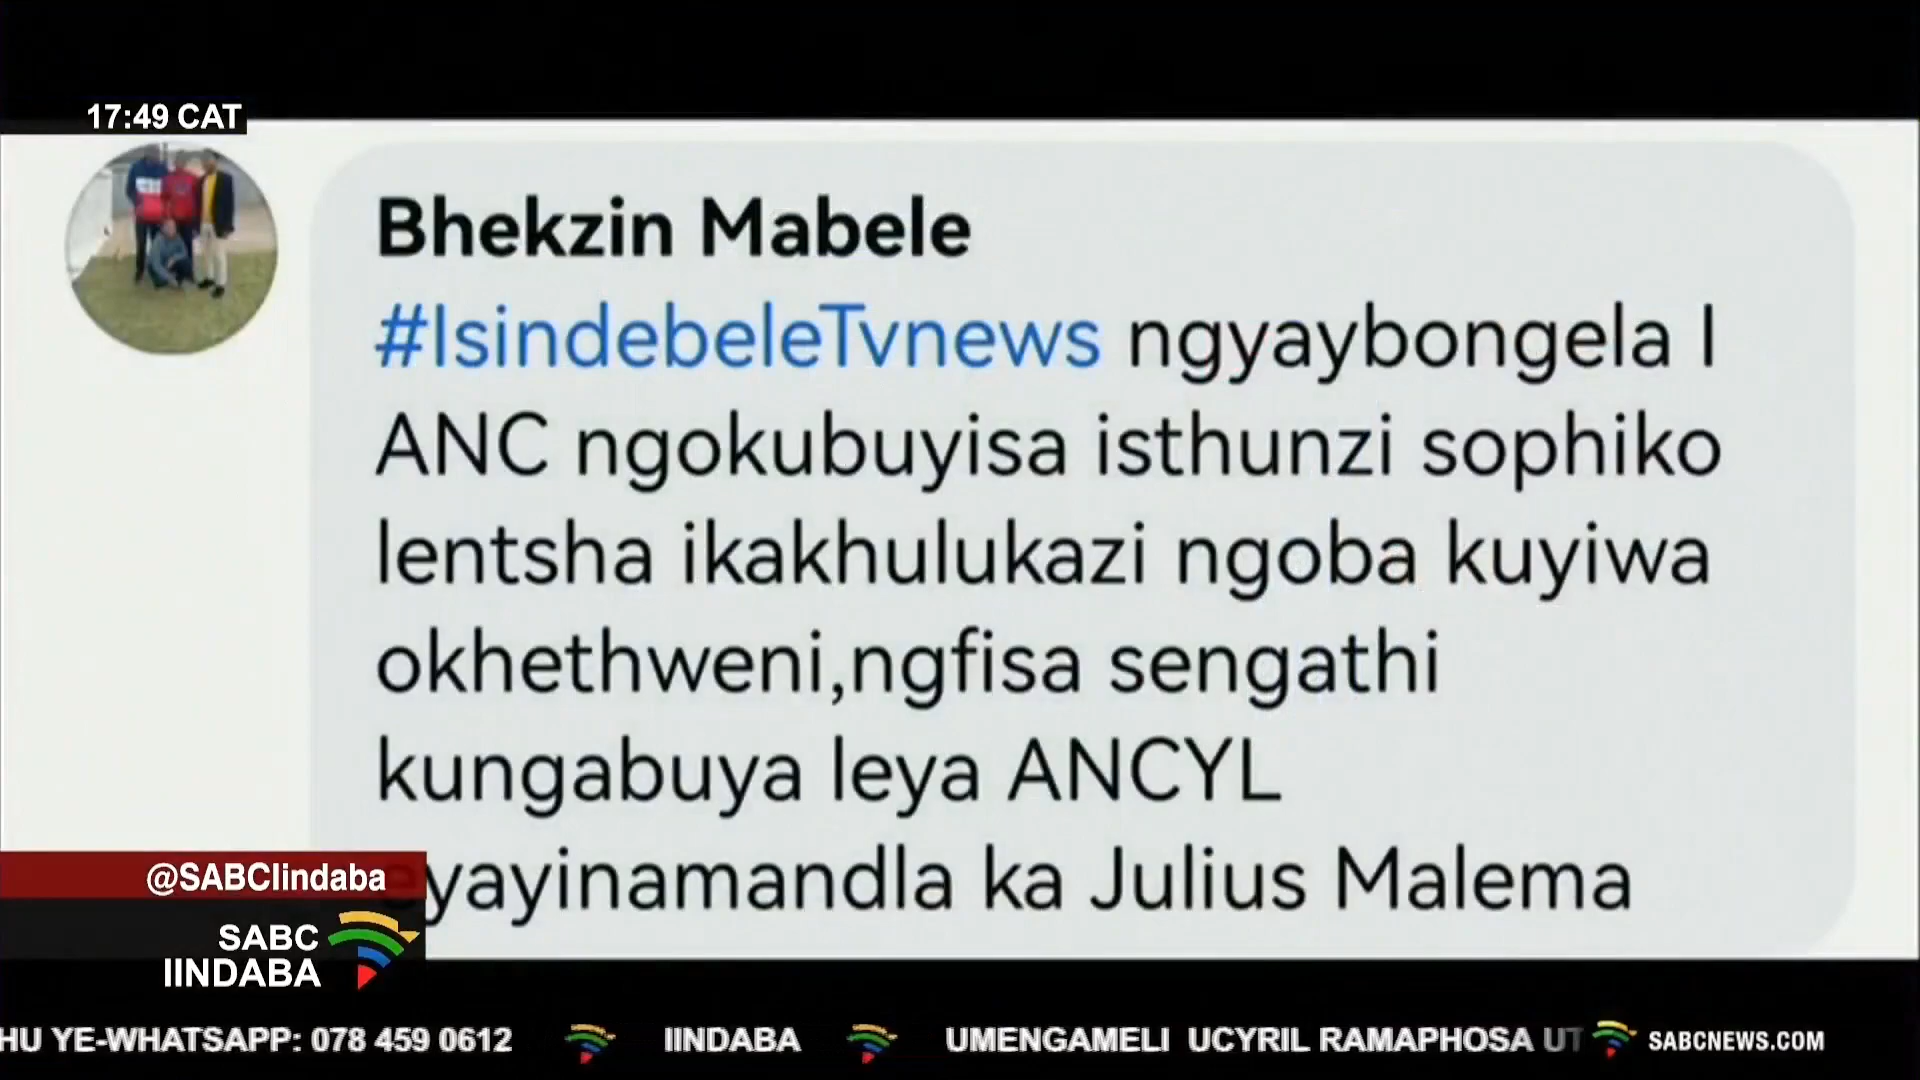 17:49 CAT
Bhekzin Mabele
#IsindebeleTvnews ngyaybongela I
ANC ngokubuyisa isthunzi sophiko
lentsha ikakhulukazi ngoba kuyiwa
okhethweni,ngfisa sengathi
kungabuya leya ANCYL
eyayinamandla ka Julius Malema
@SABCIindaba
SABC
IINDABA
HU YE-WHATSAPP: 078 459 0612 IINDABA UMENGAMELI UCYRIL RAMAPHOSA UT SABCNEWS.COM